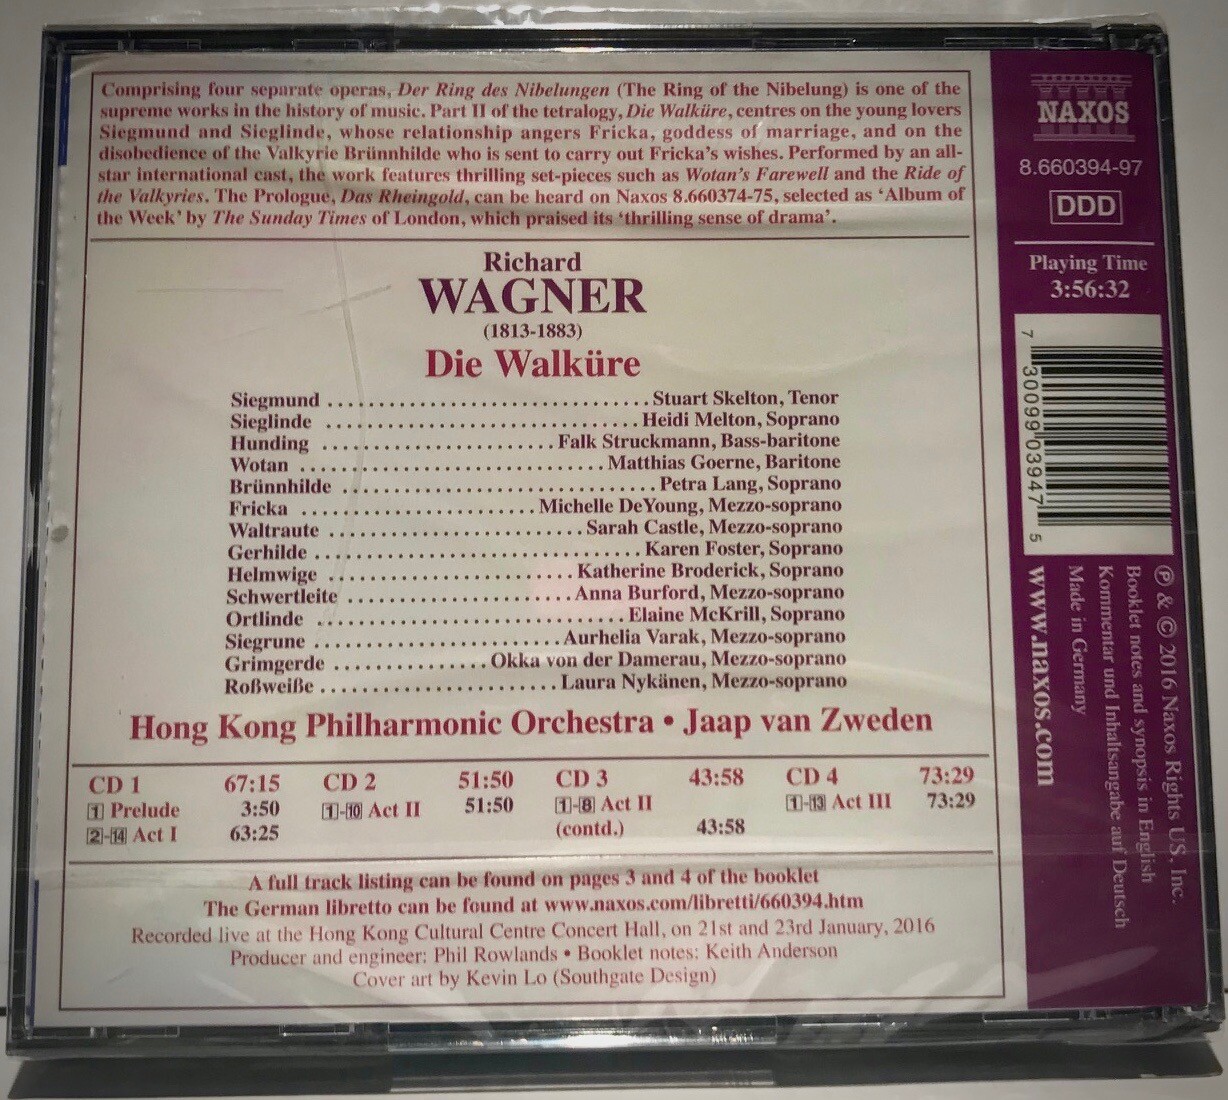 Comprising four separate operas, Der Ring des Nibelungen (The Ring of the Nibelung) is one of the
supreme works in the history of music. Part II of the tetralogy, Die Walküre, centres on the young lovers
Siegmund and Sieglinde, whose relationship angers Fricka, goddess of marriage, and on the
disobedience of the Valkyrie Brünnhilde who is sent to carry out Fricka's wishes. Performed by an all-
star international cast, the work features thrilling set-pieces such as Wotan's Farewell and the Ride of
the Valkyries. The Prologue, Das Rheingold, can be heard on Naxos 8.660374-75, selected as 'Album of
the Week' by The Sunday Times of London, which praised its 'thrilling sense of drama'.
Richard
WAGNER
(1813-1883)
Die Walküre
Siegmund ................................ Stuart Skelton, Tenor
Sieglinde ............................... Heidi Melton, Soprano
Hunding ....................... Falk Struckmann, Bass-baritone
Wotan .............................. Matthias Goerne, Baritone
Brünnhilde ............................... Petra Lang, Soprano
Fricka ....................... Michelle DeYoung, Mezzo-soprano
Waltraute ......................... Sarah Castle, Mezzo-soprano
Gerhilde ................................ Karen Foster, Soprano
Helmwige ........................ Katherine Broderick, Soprano
Schwertleite ...................... Anna Burford, Mezzo-soprano
Ortlinde .............................. Elaine McKrill, Soprano
Siegrune ........................ Aurhelia Varak, Mezzo-soprano
Grimgerde ............... Okka von der Damerau, Mezzo-soprano
Roßweiße ....................... Laura Nykänen, Mezzo-soprano
Hong Kong Philharmonic Orchestra • Jaap van Zweden
CD 1 67:15
1 Prelude 3:50
2-14 Act I 63:25
CD 2 51:50
1-10 Act II 51:50
CD 3 43:58
1-8 Act II
(contd.) 43:58
CD 4 73:29
1-13 Act III 73:29
A full track listing can be found on pages 3 and 4 of the booklet
The German libretto can be found at www.naxos.com/libretti/660394.htm
Recorded live at the Hong Kong Cultural Centre Concert Hall, on 21st and 23rd January, 2016
Producer and engineer: Phil Rowlands • Booklet notes: Keith Anderson
Cover art by Kevin Lo (Southgate Design)
NAXOS
8.660394-97
DDD
Playing Time
3:56:32
7 30099 03947 5
℗ & © 2016 Naxos Rights US, Inc.
Booklet notes and synopsis in English
Kommentar und Inhaltsangabe auf Deutsch
Made in Germany
www.naxos.com